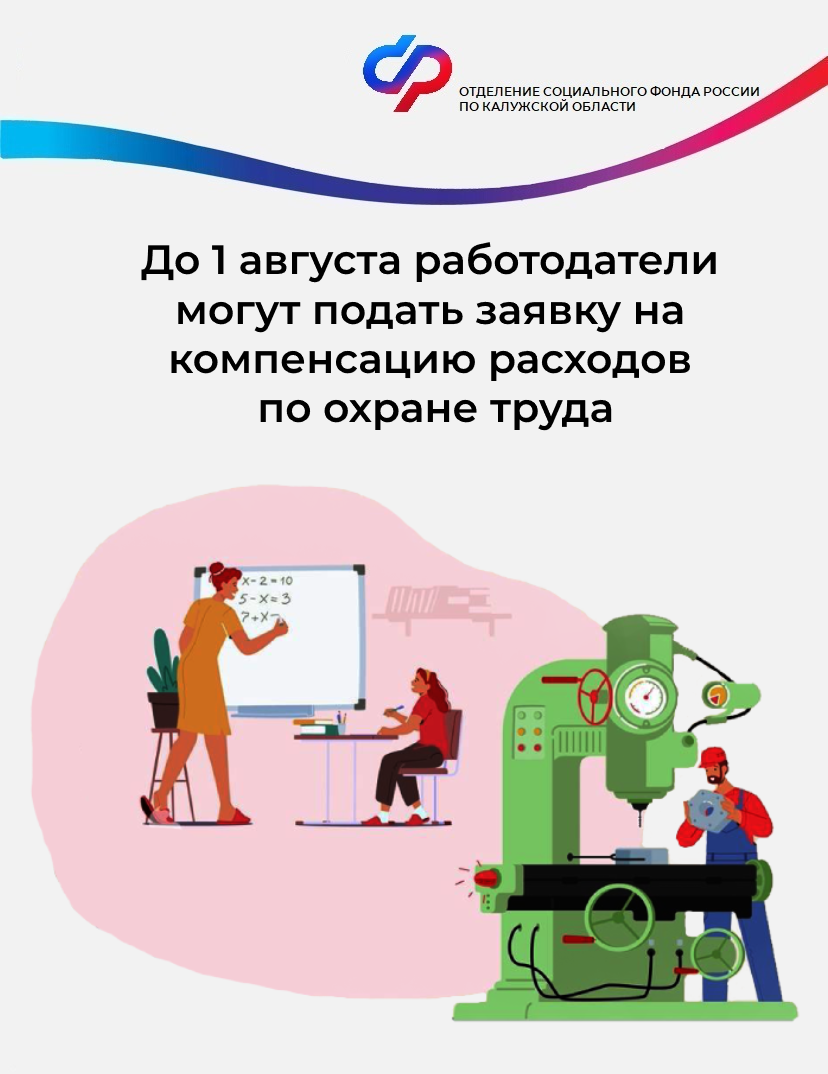 ОТДЕЛЕНИЕ СОЦИАЛЬНОГО ФОНДА РОССИИ
ПО КАЛУЖСКОЙ ОБЛАСТИ
До 1 августа работодатели
могут подать заявку на
компенсацию расходов
по охране труда
x-2=10
5-x=3
7+x=